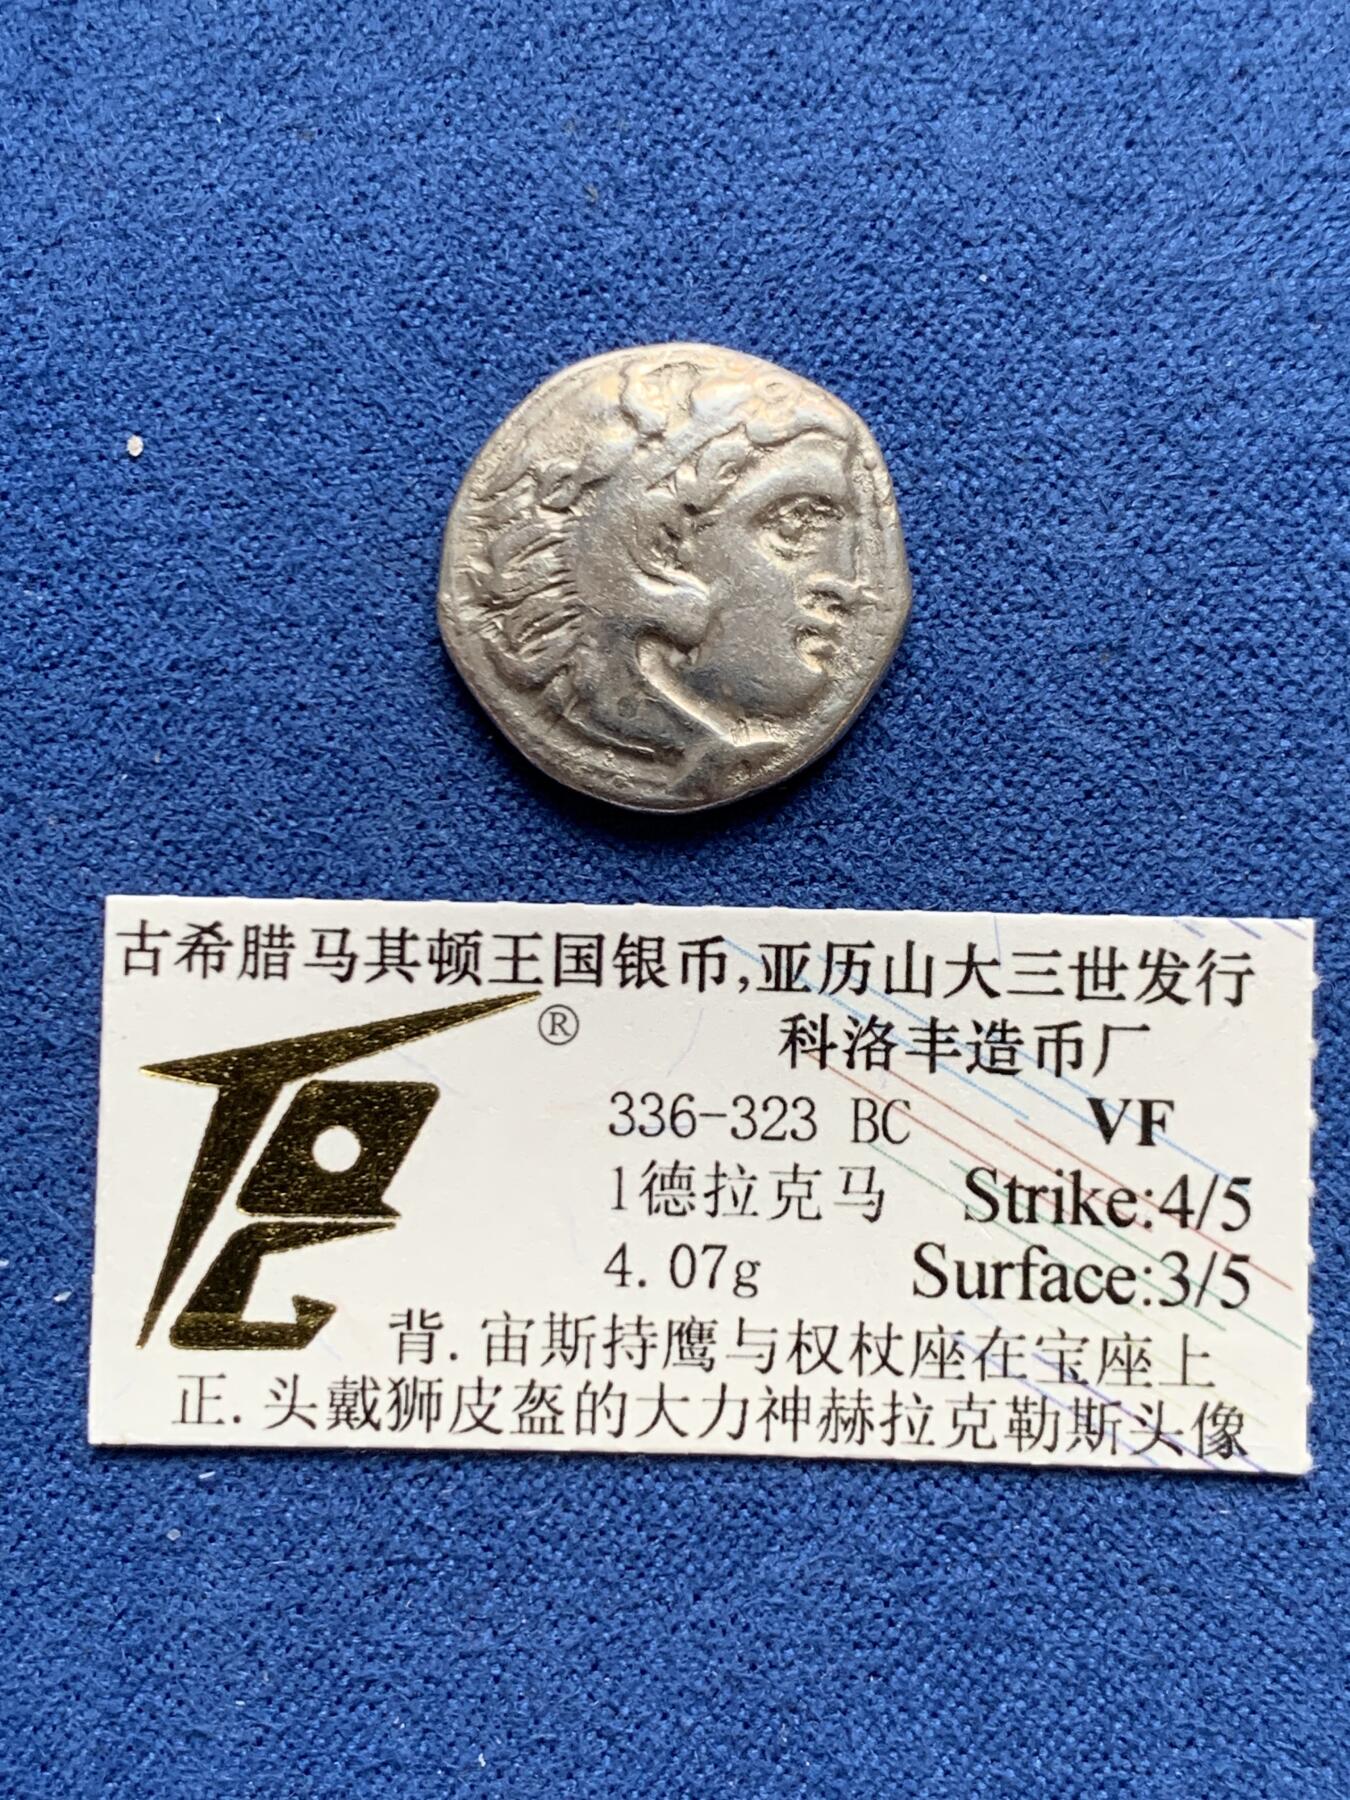 古希腊马其顿王国银币,亚历山大三世发行
®
科洛丰造币厂
336-323 BC VF
1德拉克马 Strike:4/5
4.07g Surface:3/5
背.宙斯持鹰与权杖座在宝座上
正.头戴狮皮盔的大力神赫拉克勒斯头像